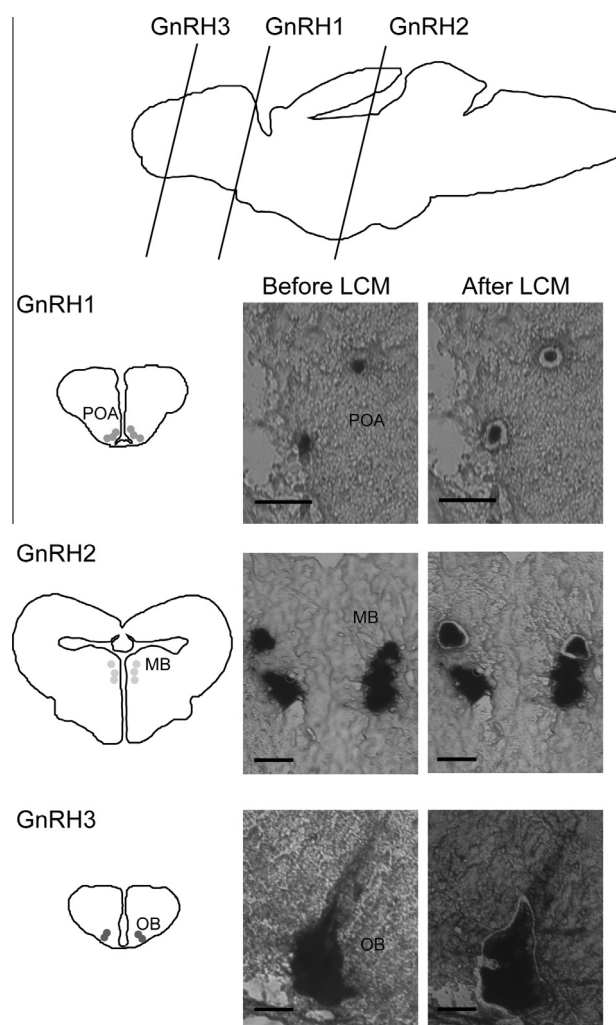 GnRH3 GnRH1 GnRH2
Before LCM After LCM
GnRH1
POA
POA
GnRH2
MB
MB
GnRH3
OB
OB